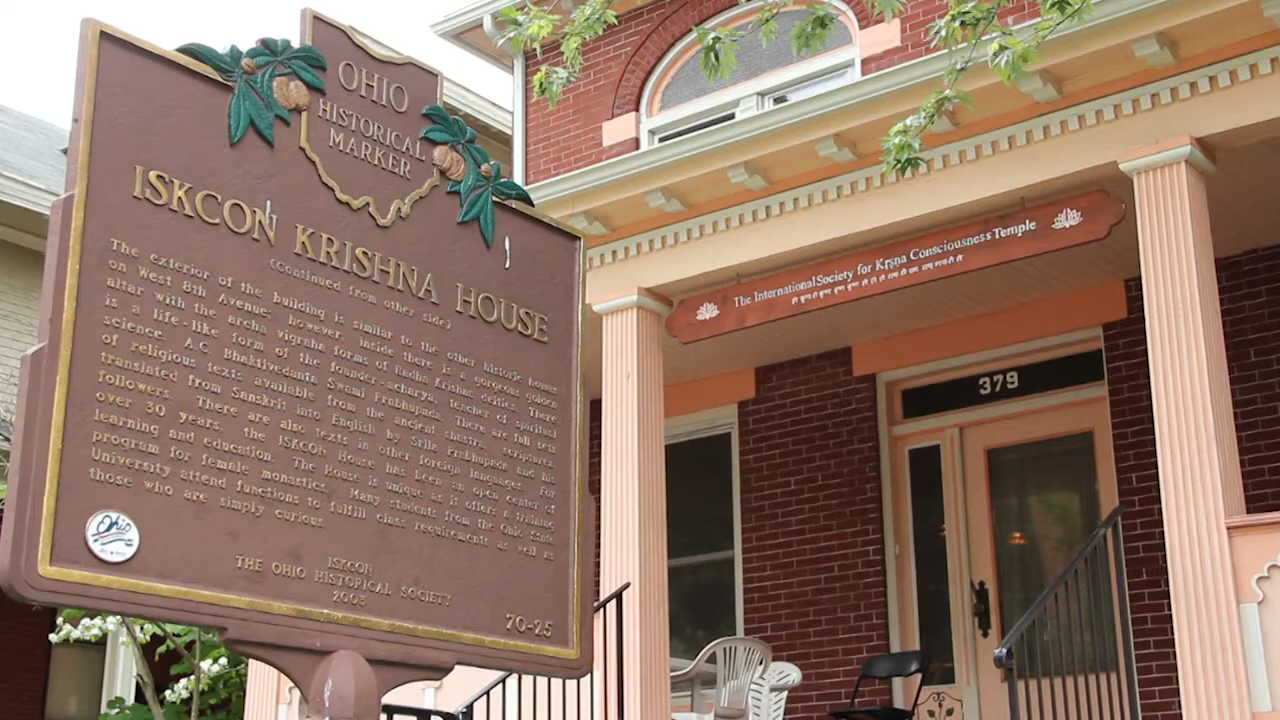 OHIO
HISTORICAL
MARKER
ISKCON KRISHNA HOUSE
(Continued from other side)
The exterior of the building is similar to the other historic homes
on West 8th Avenue; however, inside there is a gorgeous golden
altar with the archa vigraha forms of Radha Krishna deities. There
is a life-like form of the founder-acharya, teacher of spiritual
science, A.C. Bhaktivedanta Swami Prabhupada. There are full sets
of religious texts available from the ancient shastra, scriptures,
translated from Sanskrit into English by Srila Prabhupada and his
followers. There are also texts in other foreign languages. For
over 30 years, the ISKCON House has been an open center of
learning and education. The House is unique as it offers a training
program for female monastics. Many students from the Ohio State
University attend functions to fulfill class requirements as well as
those who are simply curious.
ISKCON
THE OHIO HISTORICAL SOCIETY
2003
70-25
Ohio
The International Society for Kṛṣṇa Consciousness Temple
379